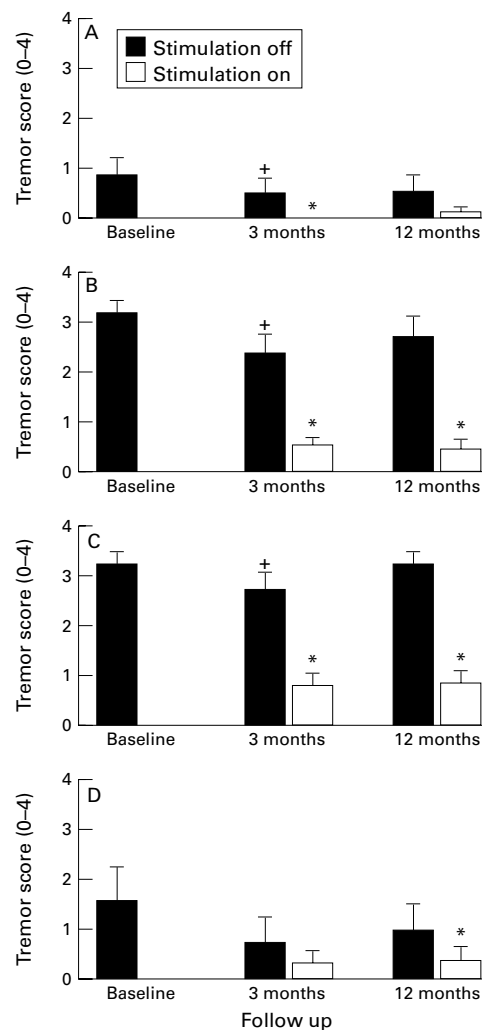 A
Stimulation off
Stimulation on
Tremor score (0–4)
4
3
2
1
0
+
*
Baseline
3 months
12 months
B
Tremor score (0–4)
4
3
2
1
0
+
*
*
Baseline
3 months
12 months
C
Tremor score (0–4)
4
3
2
1
0
+
*
*
Baseline
3 months
12 months
D
Tremor score (0–4)
4
3
2
1
0
*
Baseline
3 months
12 months
Follow up